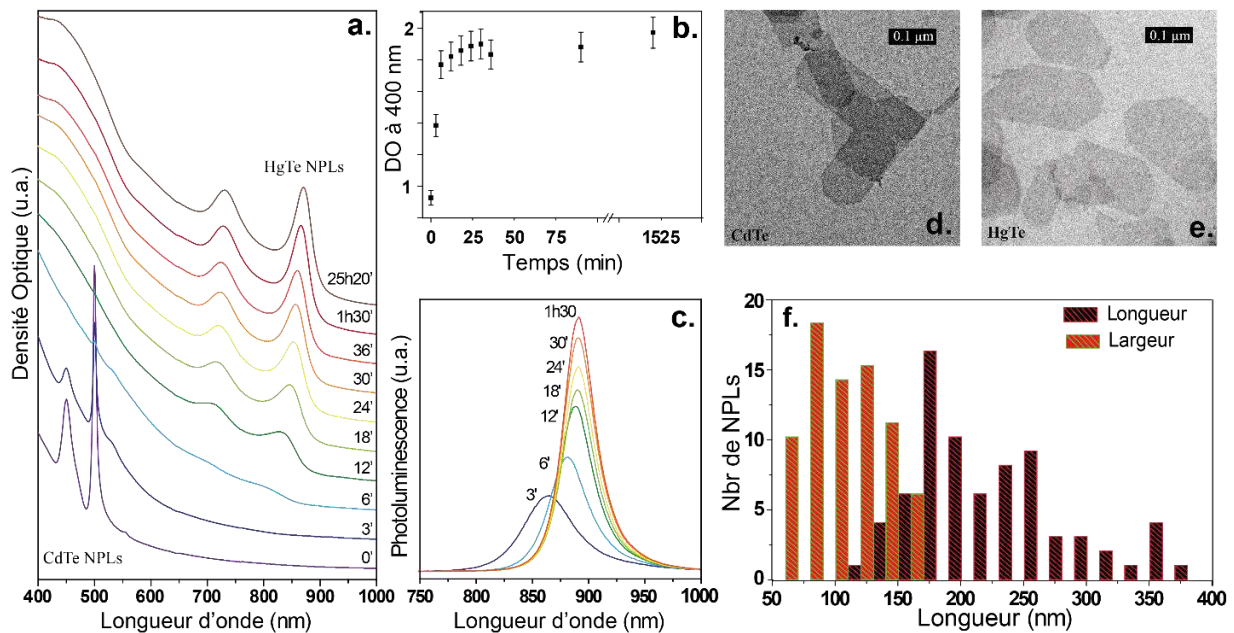 a.
Densité Optique (u.a.)
HgTe NPLs
25h20'
1h30'
36'
30'
24'
18'
12'
6'
3'
0'
CdTe NPLs
400 500 600 700 800 900 1000
Longueur d'onde (nm)
b.
DO à 400 nm
2
1
0 25 50 75 1525
Temps (min)
c.
Photoluminescence (u.a.)
1h30
30'
24'
18'
12'
6'
3'
750 800 850 900 950 1000
Longueur d'onde (nm)
0.1 µm
d.
CdTe
0.1 µm
e.
HgTe
f.
Longueur
Largeur
Nbr de NPLs
20
15
10
5
0
50 100 150 200 250 300 350 400
Longueur (nm)